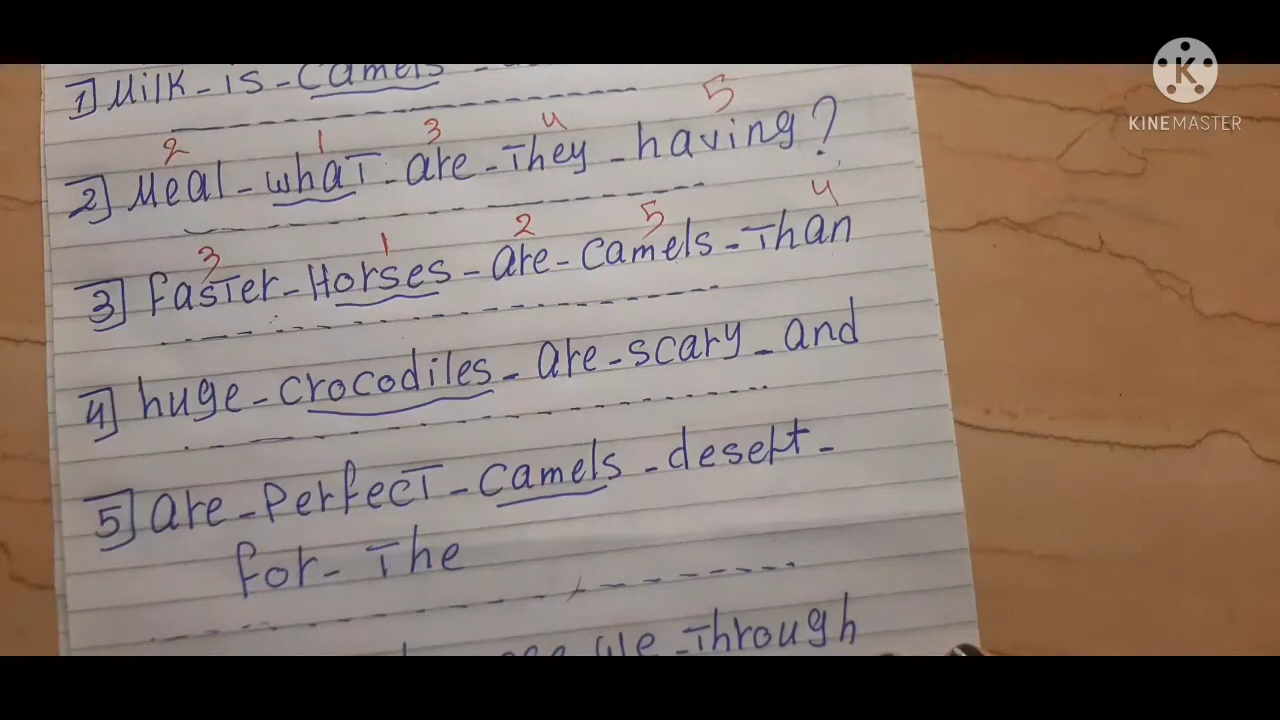 KINEMASTER
1] Milk - is - Camels -
2 1 3 4 5
2] Meal - what - are - they - having?
3 1 2 5 4
3] faster - Horses - are - camels - Than
4] huge - crocodiles - are - scary - and
5] are - perfect - camels - desert -
for - The
we - Through